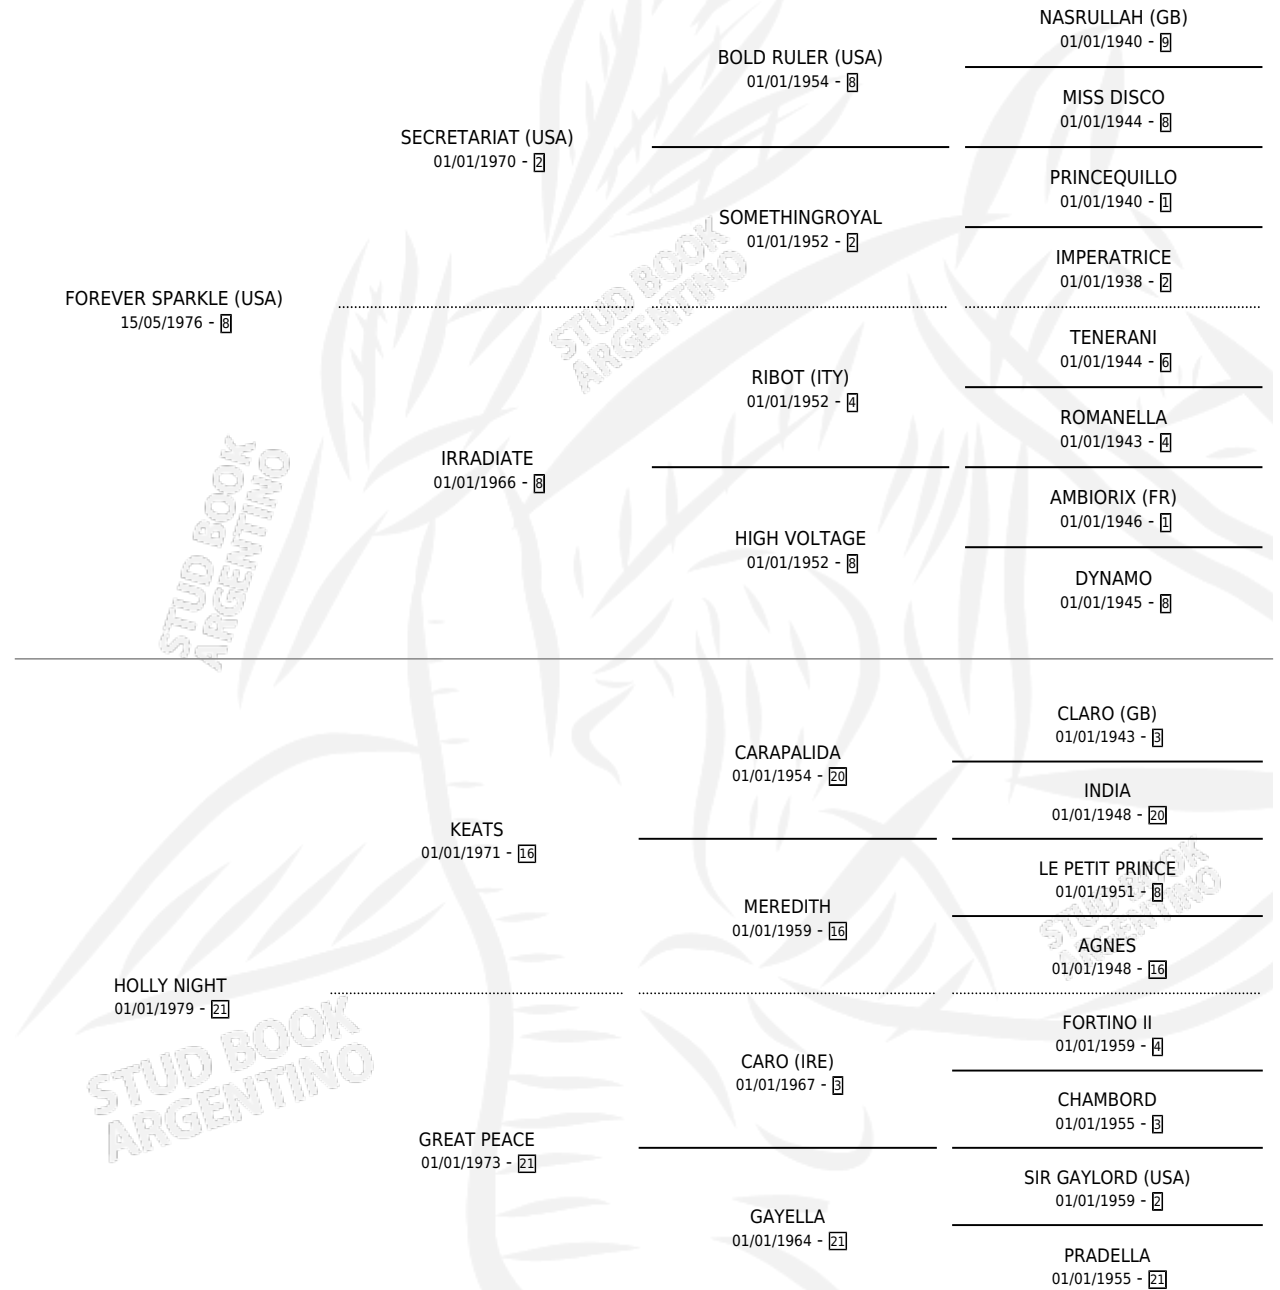 NASRULLAH (GB)
01/01/1940 - 9
BOLD RULER (USA)
01/01/1954 - 8
MISS DISCO
01/01/1944 - 8
SECRETARIAT (USA)
01/01/1970 - 2
PRINCEQUILLO
01/01/1940 - 1
SOMETHINGROYAL
01/01/1952 - 2
IMPERATRICE
01/01/1938 - 2
FOREVER SPARKLE (USA)
15/05/1976 - 8
TENERANI
01/01/1944 - 6
RIBOT (ITY)
01/01/1952 - 4
ROMANELLA
01/01/1943 - 4
IRRADIATE
01/01/1966 - 8
AMBIORIX (FR)
01/01/1946 - 1
HIGH VOLTAGE
01/01/1952 - 8
DYNAMO
01/01/1945 - 8
CLARO (GB)
01/01/1943 - 3
CARAPALIDA
01/01/1954 - 20
INDIA
01/01/1948 - 20
KEATS
01/01/1971 - 16
LE PETIT PRINCE
01/01/1951 - 8
MEREDITH
01/01/1959 - 16
AGNES
01/01/1948 - 16
HOLLY NIGHT
01/01/1979 - 21
FORTINO II
01/01/1959 - 4
CARO (IRE)
01/01/1967 - 3
CHAMBORD
01/01/1955 - 3
GREAT PEACE
01/01/1973 - 21
SIR GAYLORD (USA)
01/01/1959 - 2
GAYELLA
01/01/1964 - 21
PRADELLA
01/01/1955 - 21
STUD BOOK
ARGENTINO
STUD BOOK
ARGENTINO
STUD BOOK
ARGENTINO
STUD BOOK
ARGENTINO